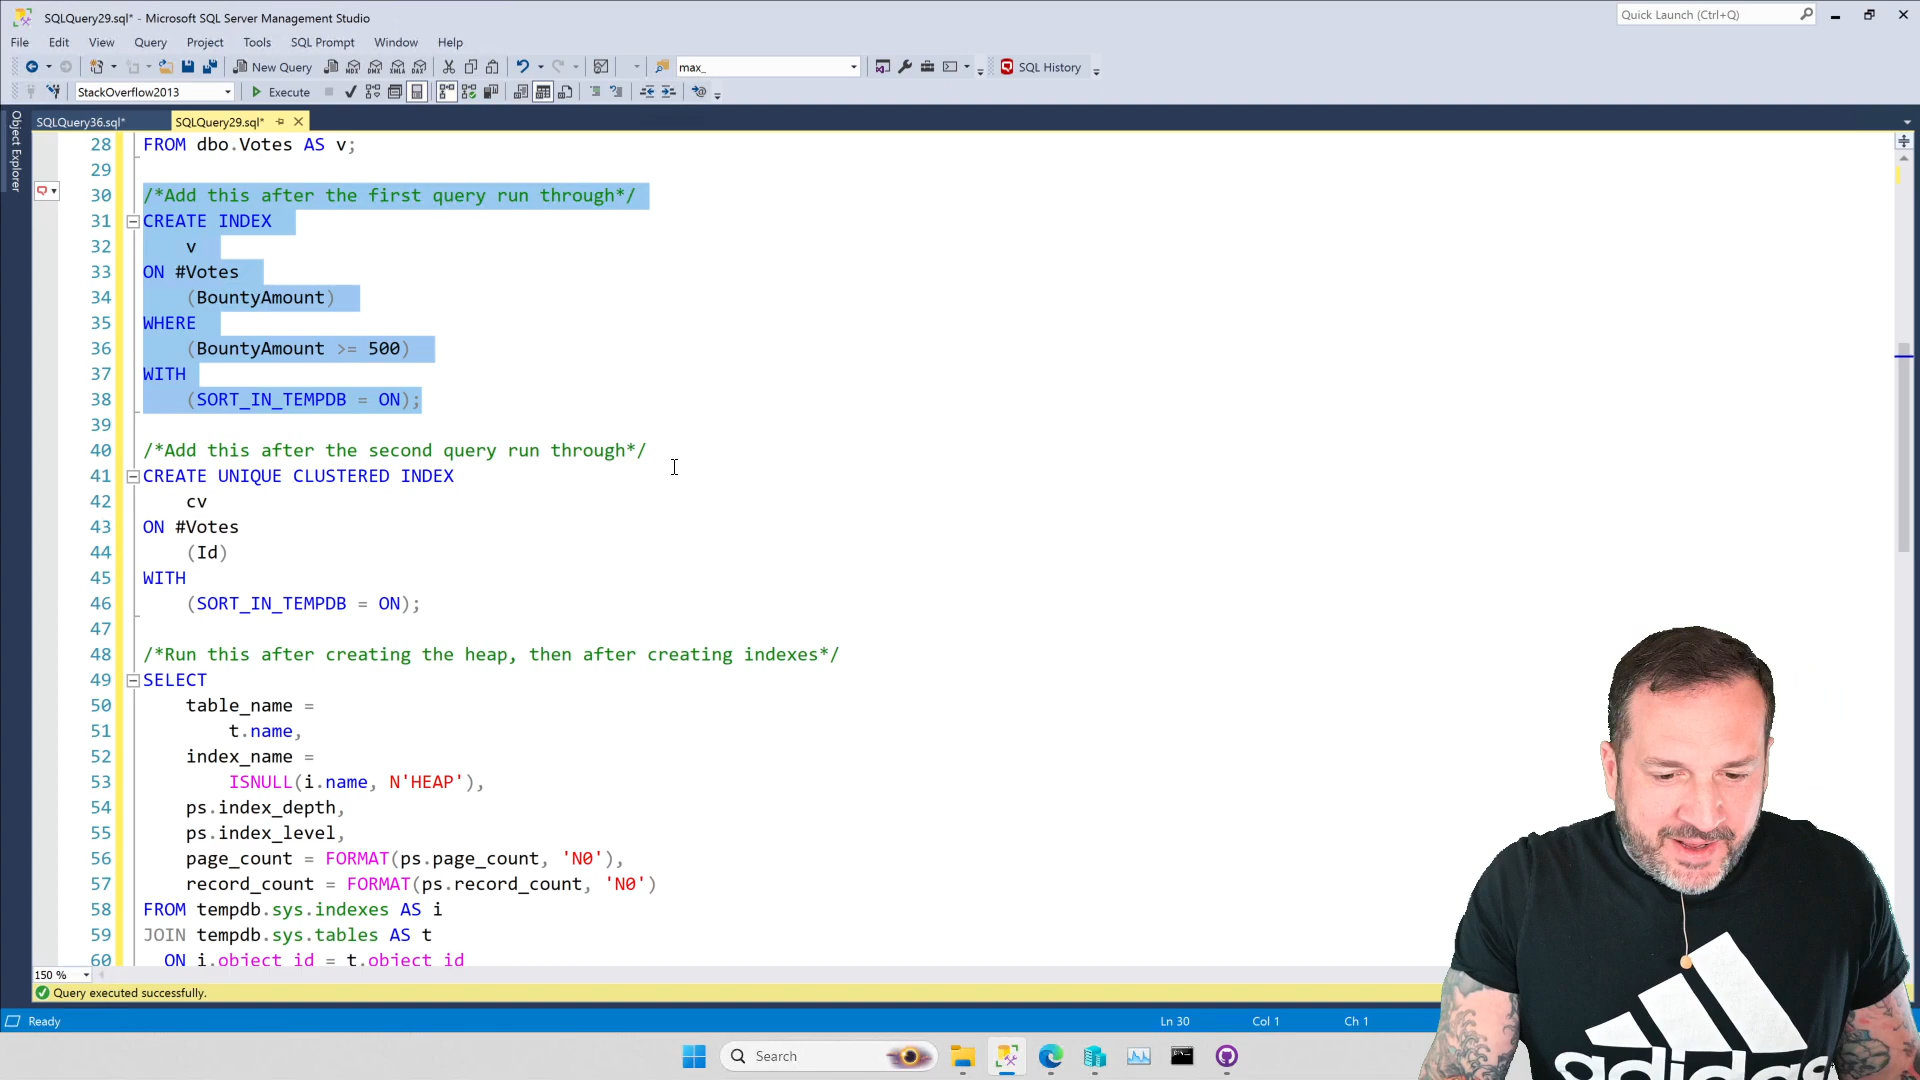 SQLQuery29.sql* - Microsoft SQL Server Management Studio
Quick Launch (Ctrl+Q)
File Edit View Query Project Tools SQL Prompt Window Help
New Query
max_
SQL History
StackOverflow2013
Execute
SQLQuery36.sql*
SQLQuery29.sql*
Object Explorer
28 FROM dbo.Votes AS v;
29
30 /*Add this after the first query run through*/
31 CREATE INDEX
32 v
33 ON #Votes
34 (BountyAmount)
35 WHERE
36 (BountyAmount >= 500)
37 WITH
38 (SORT_IN_TEMPDB = ON);
39
40 /*Add this after the second query run through*/
41 CREATE UNIQUE CLUSTERED INDEX
42 cv
43 ON #Votes
44 (Id)
45 WITH
46 (SORT_IN_TEMPDB = ON);
47
48 /*Run this after creating the heap, then after creating indexes*/
49 SELECT
50 table_name =
51 t.name,
52 index_name =
53 ISNULL(i.name, N'HEAP'),
54 ps.index_depth,
55 ps.index_level,
56 page_count = FORMAT(ps.page_count, 'N0'),
57 record_count = FORMAT(ps.record_count, 'N0')
58 FROM tempdb.sys.indexes AS i
59 JOIN tempdb.sys.tables AS t
60 ON i.object_id = t.object_id
150 %
Query executed successfully.
Ready
Ln 30
Col 1
Ch 1
Search
adidas